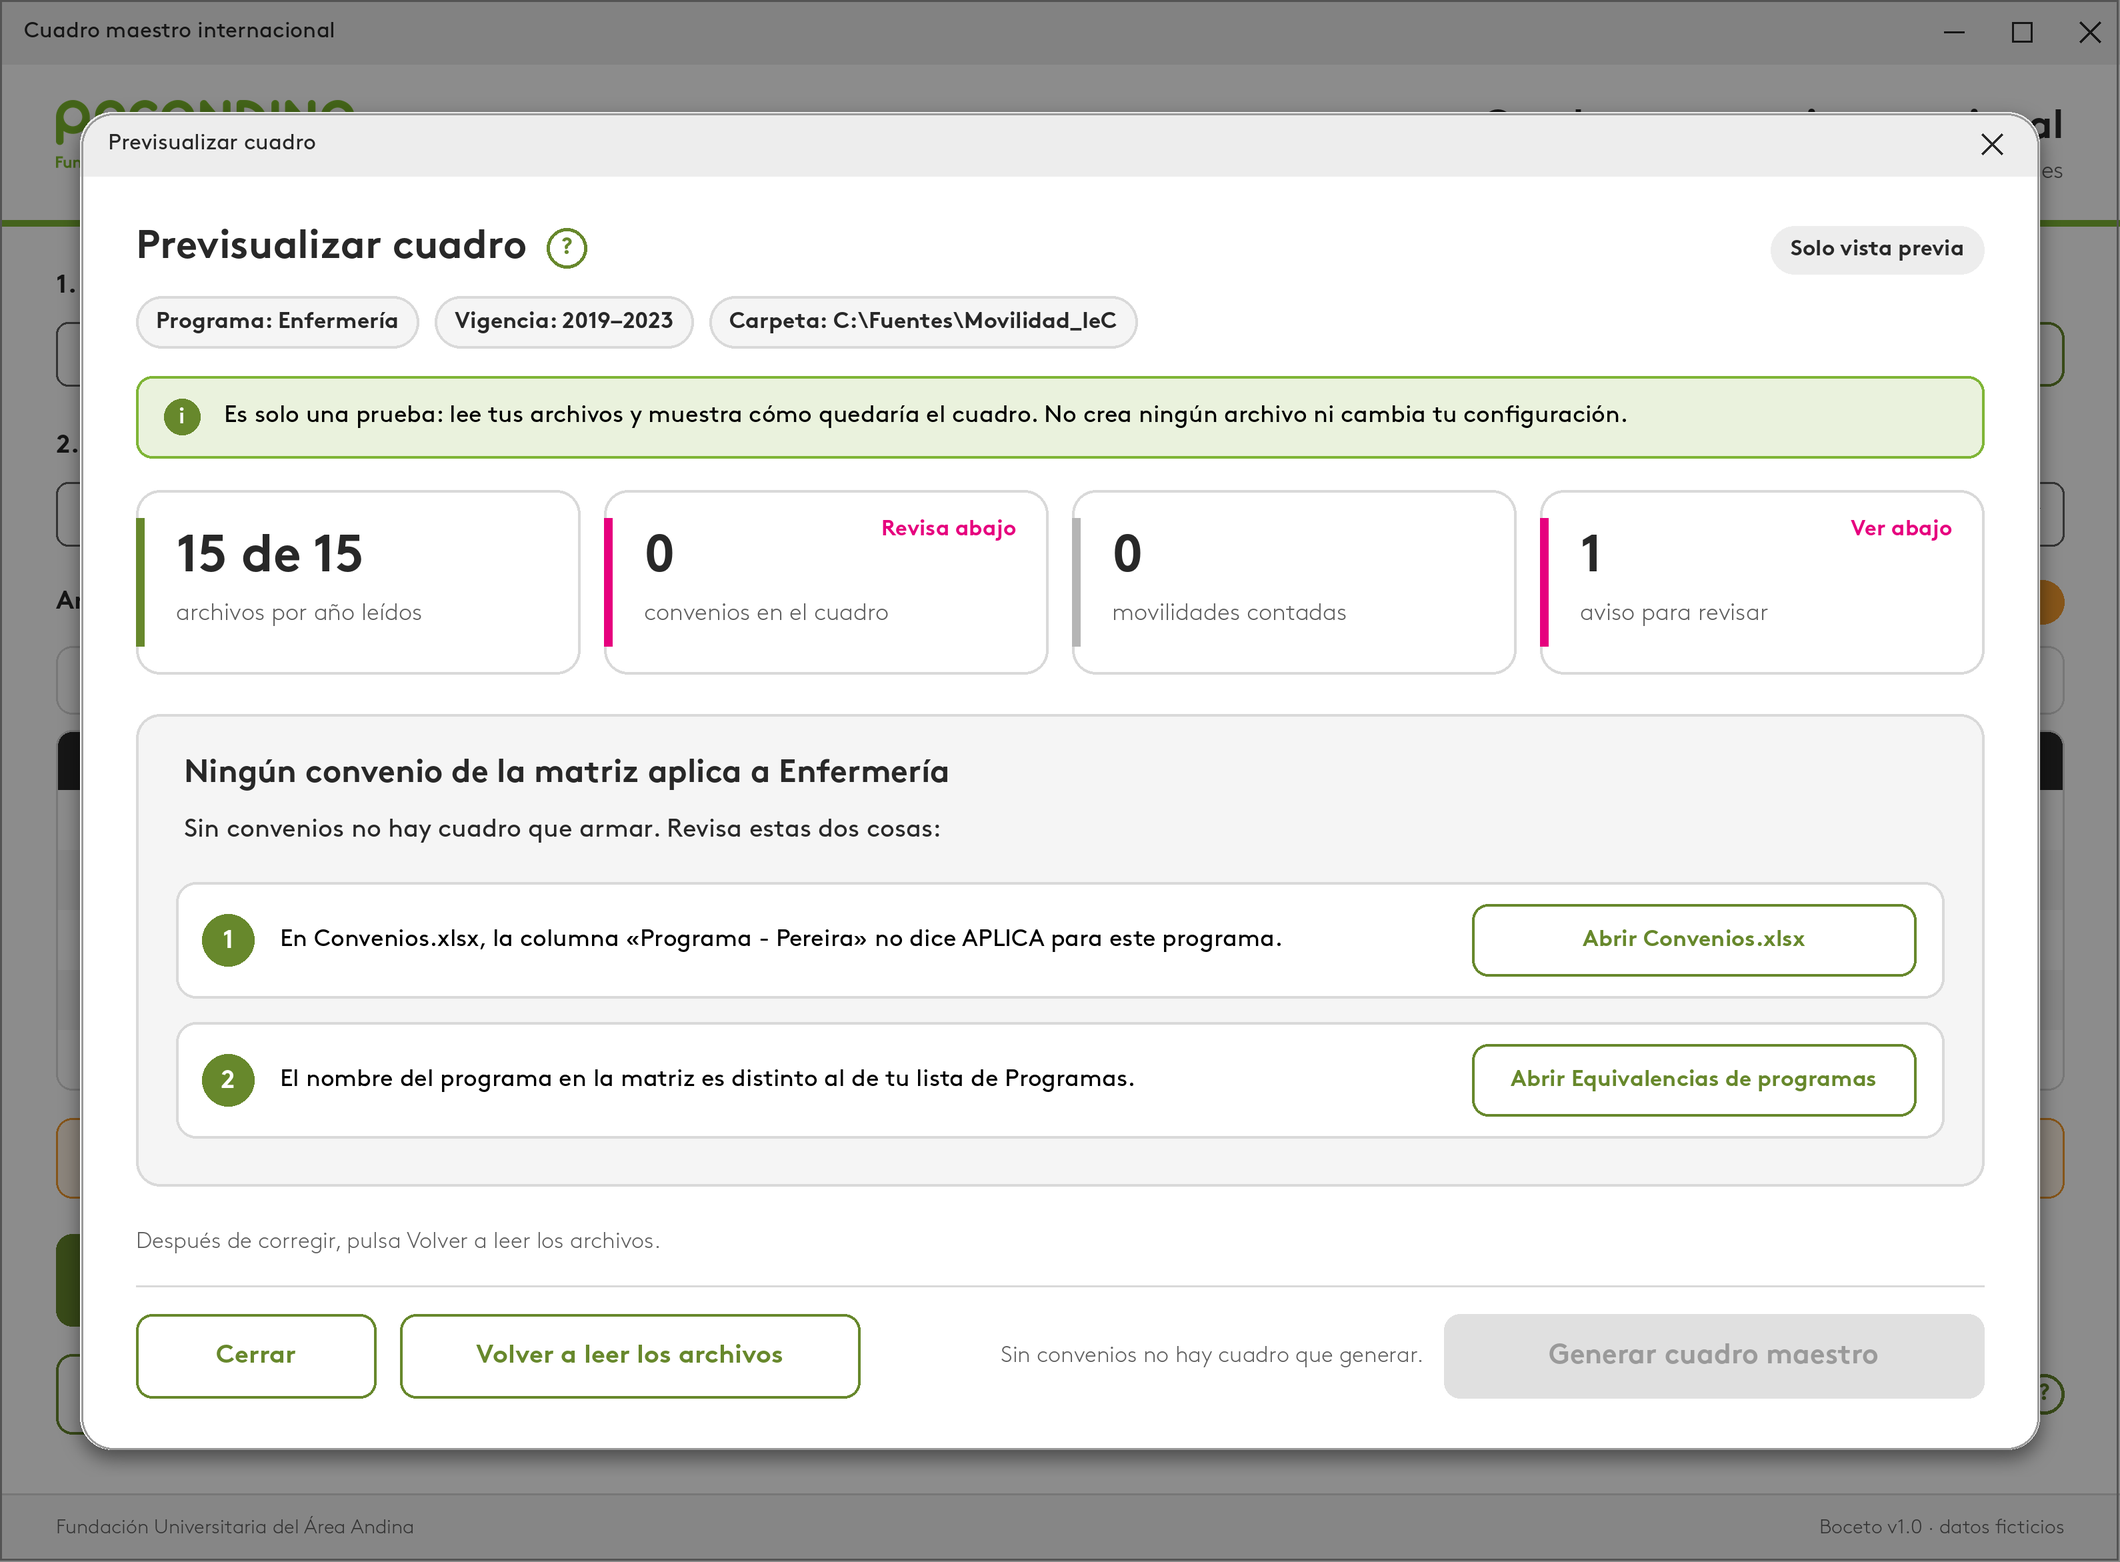 Cuadro maestro internacional
Previsualizar cuadro
Previsualizar cuadro ?
Solo vista previa
Programa: Enfermería
Vigencia: 2019–2023
Carpeta: C:\Fuentes\Movilidad_IeC
i Es solo una prueba: lee tus archivos y muestra cómo quedaría el cuadro. No crea ningún archivo ni cambia tu configuración.
15 de 15
archivos por año leídos
Revisa abajo
0
convenios en el cuadro
0
movilidades contadas
Ver abajo
1
aviso para revisar
Ningún convenio de la matriz aplica a Enfermería
Sin convenios no hay cuadro que armar. Revisa estas dos cosas:
1 En Convenios.xlsx, la columna «Programa - Pereira» no dice APLICA para este programa.
Abrir Convenios.xlsx
2 El nombre del programa en la matriz es distinto al de tu lista de Programas.
Abrir Equivalencias de programas
Después de corregir, pulsa Volver a leer los archivos.
Cerrar
Volver a leer los archivos
Sin convenios no hay cuadro que generar.
Generar cuadro maestro
1.
2.
?
Fundación Universitaria del Área Andina
Boceto v1.0 · datos ficticios